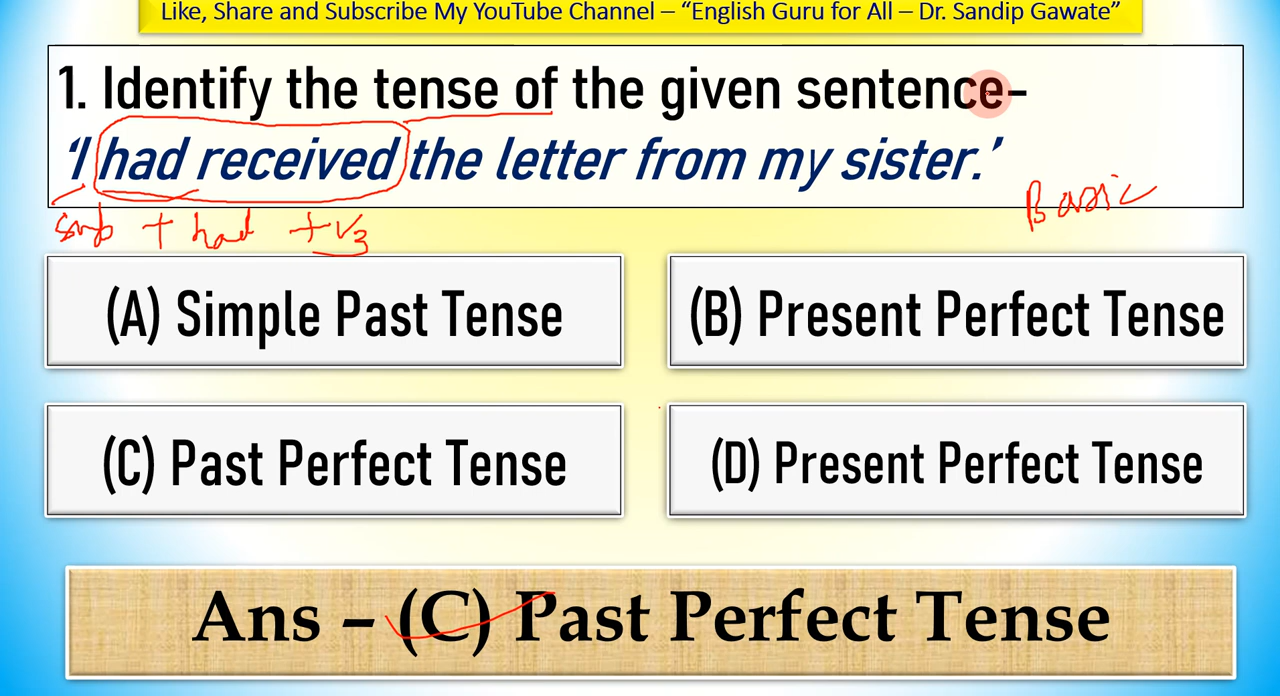 Like, Share and Subscribe My YouTube Channel – “English Guru for All – Dr. Sandip Gawate”
1. Identify the tense of the given sentence–
‘I had received the letter from my sister.’
Basic
Sub + had + V3
(A) Simple Past Tense
(B) Present Perfect Tense
(C) Past Perfect Tense
(D) Present Perfect Tense
Ans – (C) Past Perfect Tense